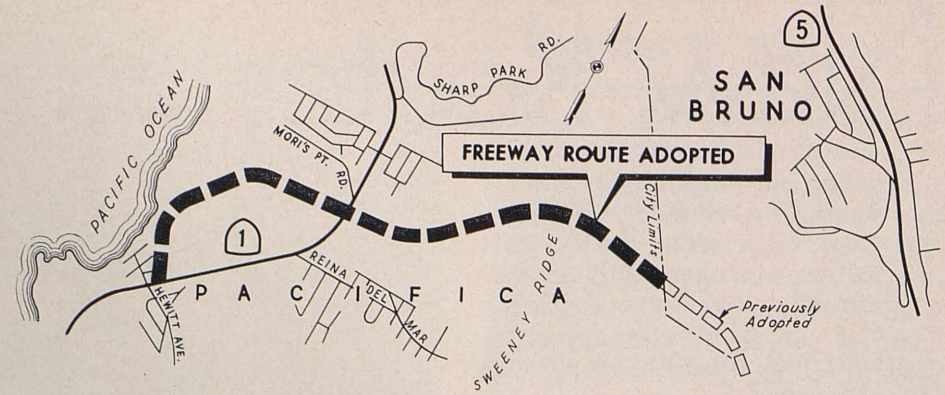 5
SAN
BRUNO
SHARP PARK RD.
PACIFIC OCEAN
MORI'S PT. RD.
FREEWAY ROUTE ADOPTED
City Limits
1
REINA DEL MAR
PACIFICA
HEWITT AVE.
SWEENEY RIDGE
Previously
Adopted